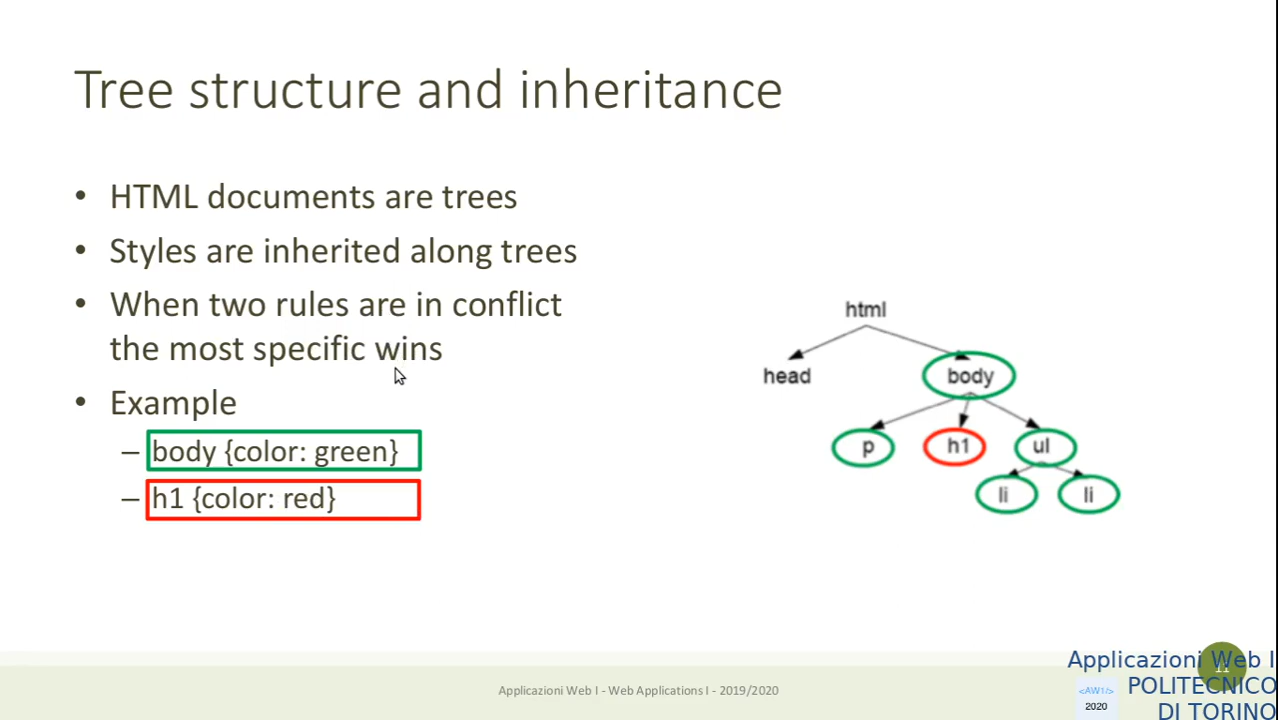 Tree structure and inheritance
• HTML documents are trees
• Styles are inherited along trees
• When two rules are in conflict
the most specific wins
• Example
– body {color: green}
– h1 {color: red}
html
head
body
p
h1
ul
li
li
Applicazioni Web I - Web Applications I - 2019/2020
11
Applicazioni Web I
POLITECNICO
DI TORINO
<AW1/>
2020